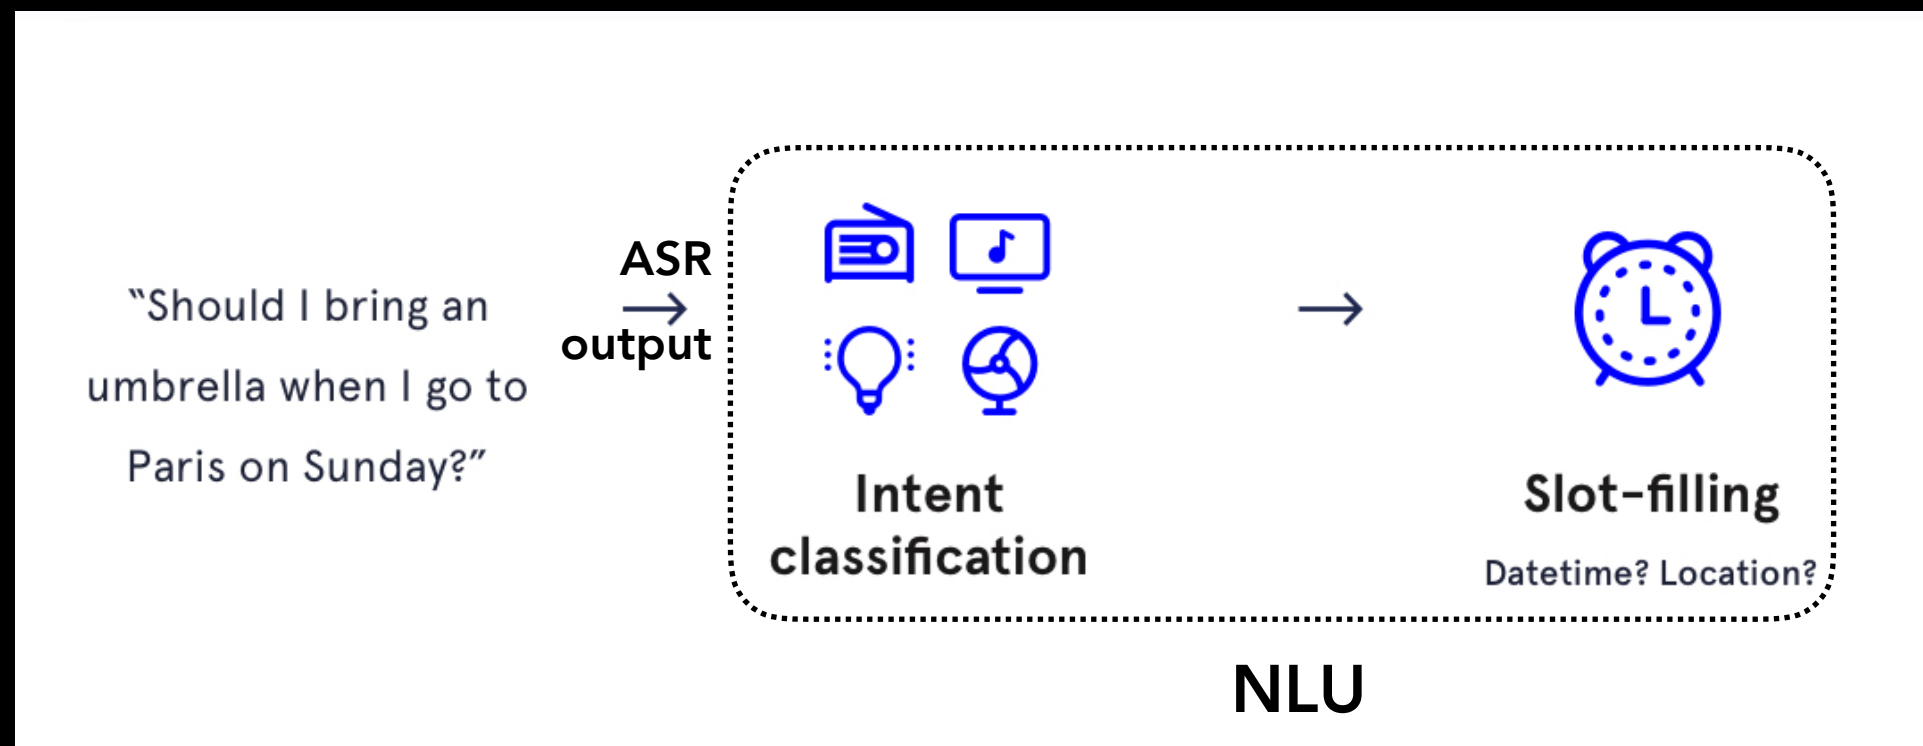 “Should I bring an
umbrella when I go to
Paris on Sunday?”
ASR
output
Intent
classification
Slot-filling
Datetime? Location?
NLU